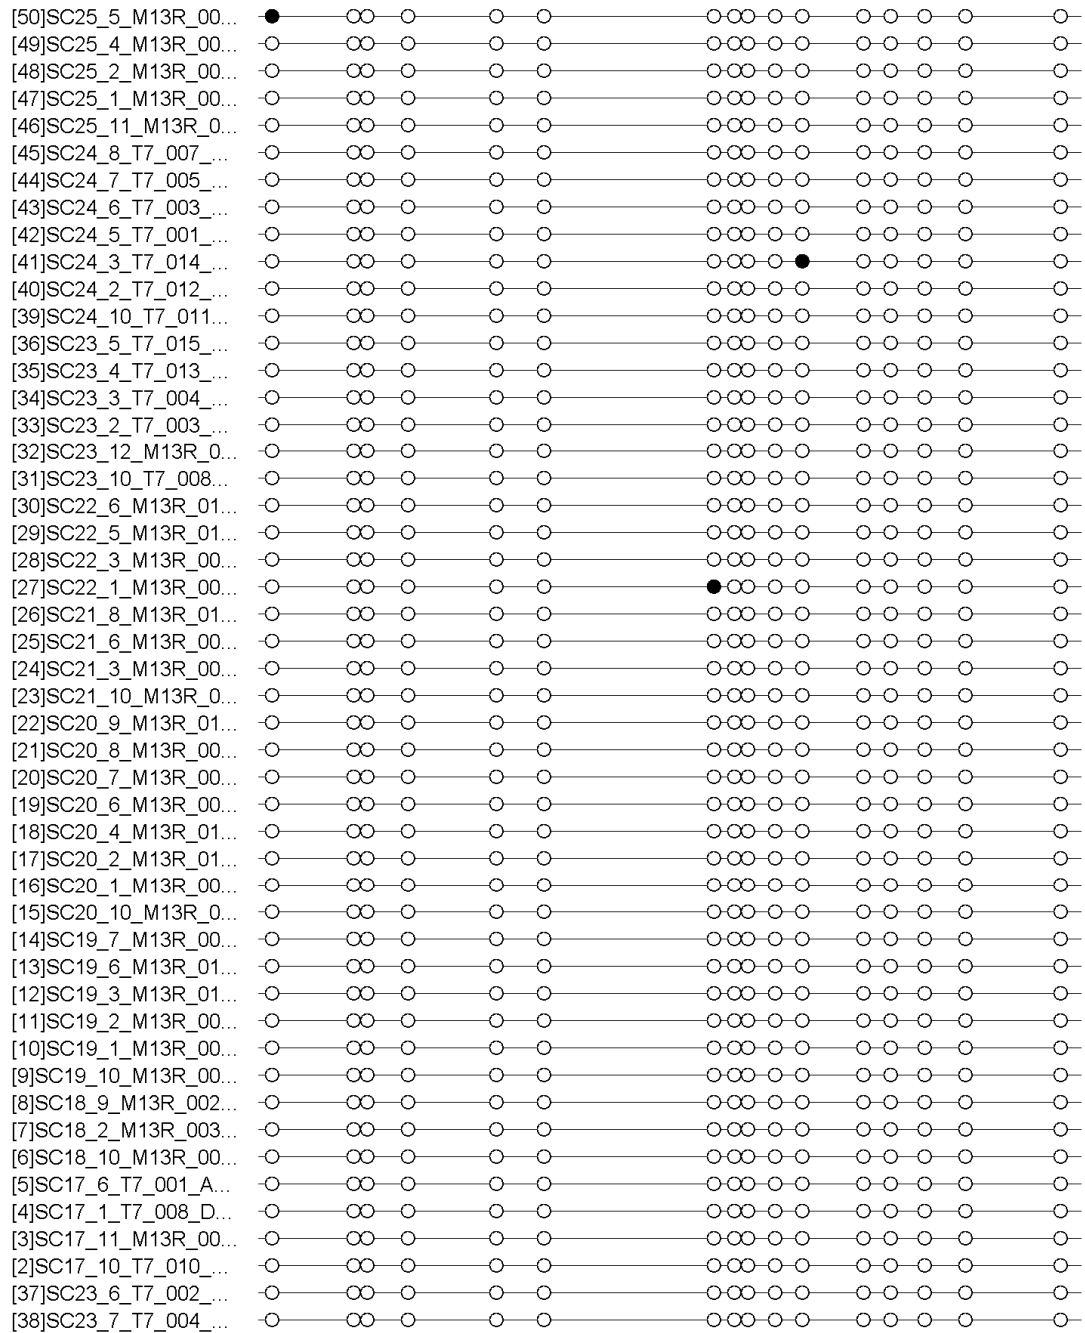 [50]SC25_5_M13R_00...
[49]SC25_4_M13R_00...
[48]SC25_2_M13R_00...
[47]SC25_1_M13R_00...
[46]SC25_11_M13R_0...
[45]SC24_8_T7_007_...
[44]SC24_7_T7_005_...
[43]SC24_6_T7_003_...
[42]SC24_5_T7_001_...
[41]SC24_3_T7_014_...
[40]SC24_2_T7_012_...
[39]SC24_10_T7_011...
[36]SC23_5_T7_015_...
[35]SC23_4_T7_013_...
[34]SC23_3_T7_004_...
[33]SC23_2_T7_003_...
[32]SC23_12_M13R_0...
[31]SC23_10_T7_008...
[30]SC22_6_M13R_01...
[29]SC22_5_M13R_01...
[28]SC22_3_M13R_00...
[27]SC22_1_M13R_00...
[26]SC21_8_M13R_01...
[25]SC21_6_M13R_00...
[24]SC21_3_M13R_00...
[23]SC21_10_M13R_0...
[22]SC20_9_M13R_01...
[21]SC20_8_M13R_00...
[20]SC20_7_M13R_00...
[19]SC20_6_M13R_00...
[18]SC20_4_M13R_01...
[17]SC20_2_M13R_01...
[16]SC20_1_M13R_00...
[15]SC20_10_M13R_0...
[14]SC19_7_M13R_00...
[13]SC19_6_M13R_01...
[12]SC19_3_M13R_01...
[11]SC19_2_M13R_00...
[10]SC19_1_M13R_00...
[9]SC19_10_M13R_00...
[8]SC18_9_M13R_002...
[7]SC18_2_M13R_003...
[6]SC18_10_M13R_00...
[5]SC17_6_T7_001_A...
[4]SC17_1_T7_008_D...
[3]SC17_11_M13R_00...
[2]SC17_10_T7_010_...
[37]SC23_6_T7_002_...
[38]SC23_7_T7_004_...